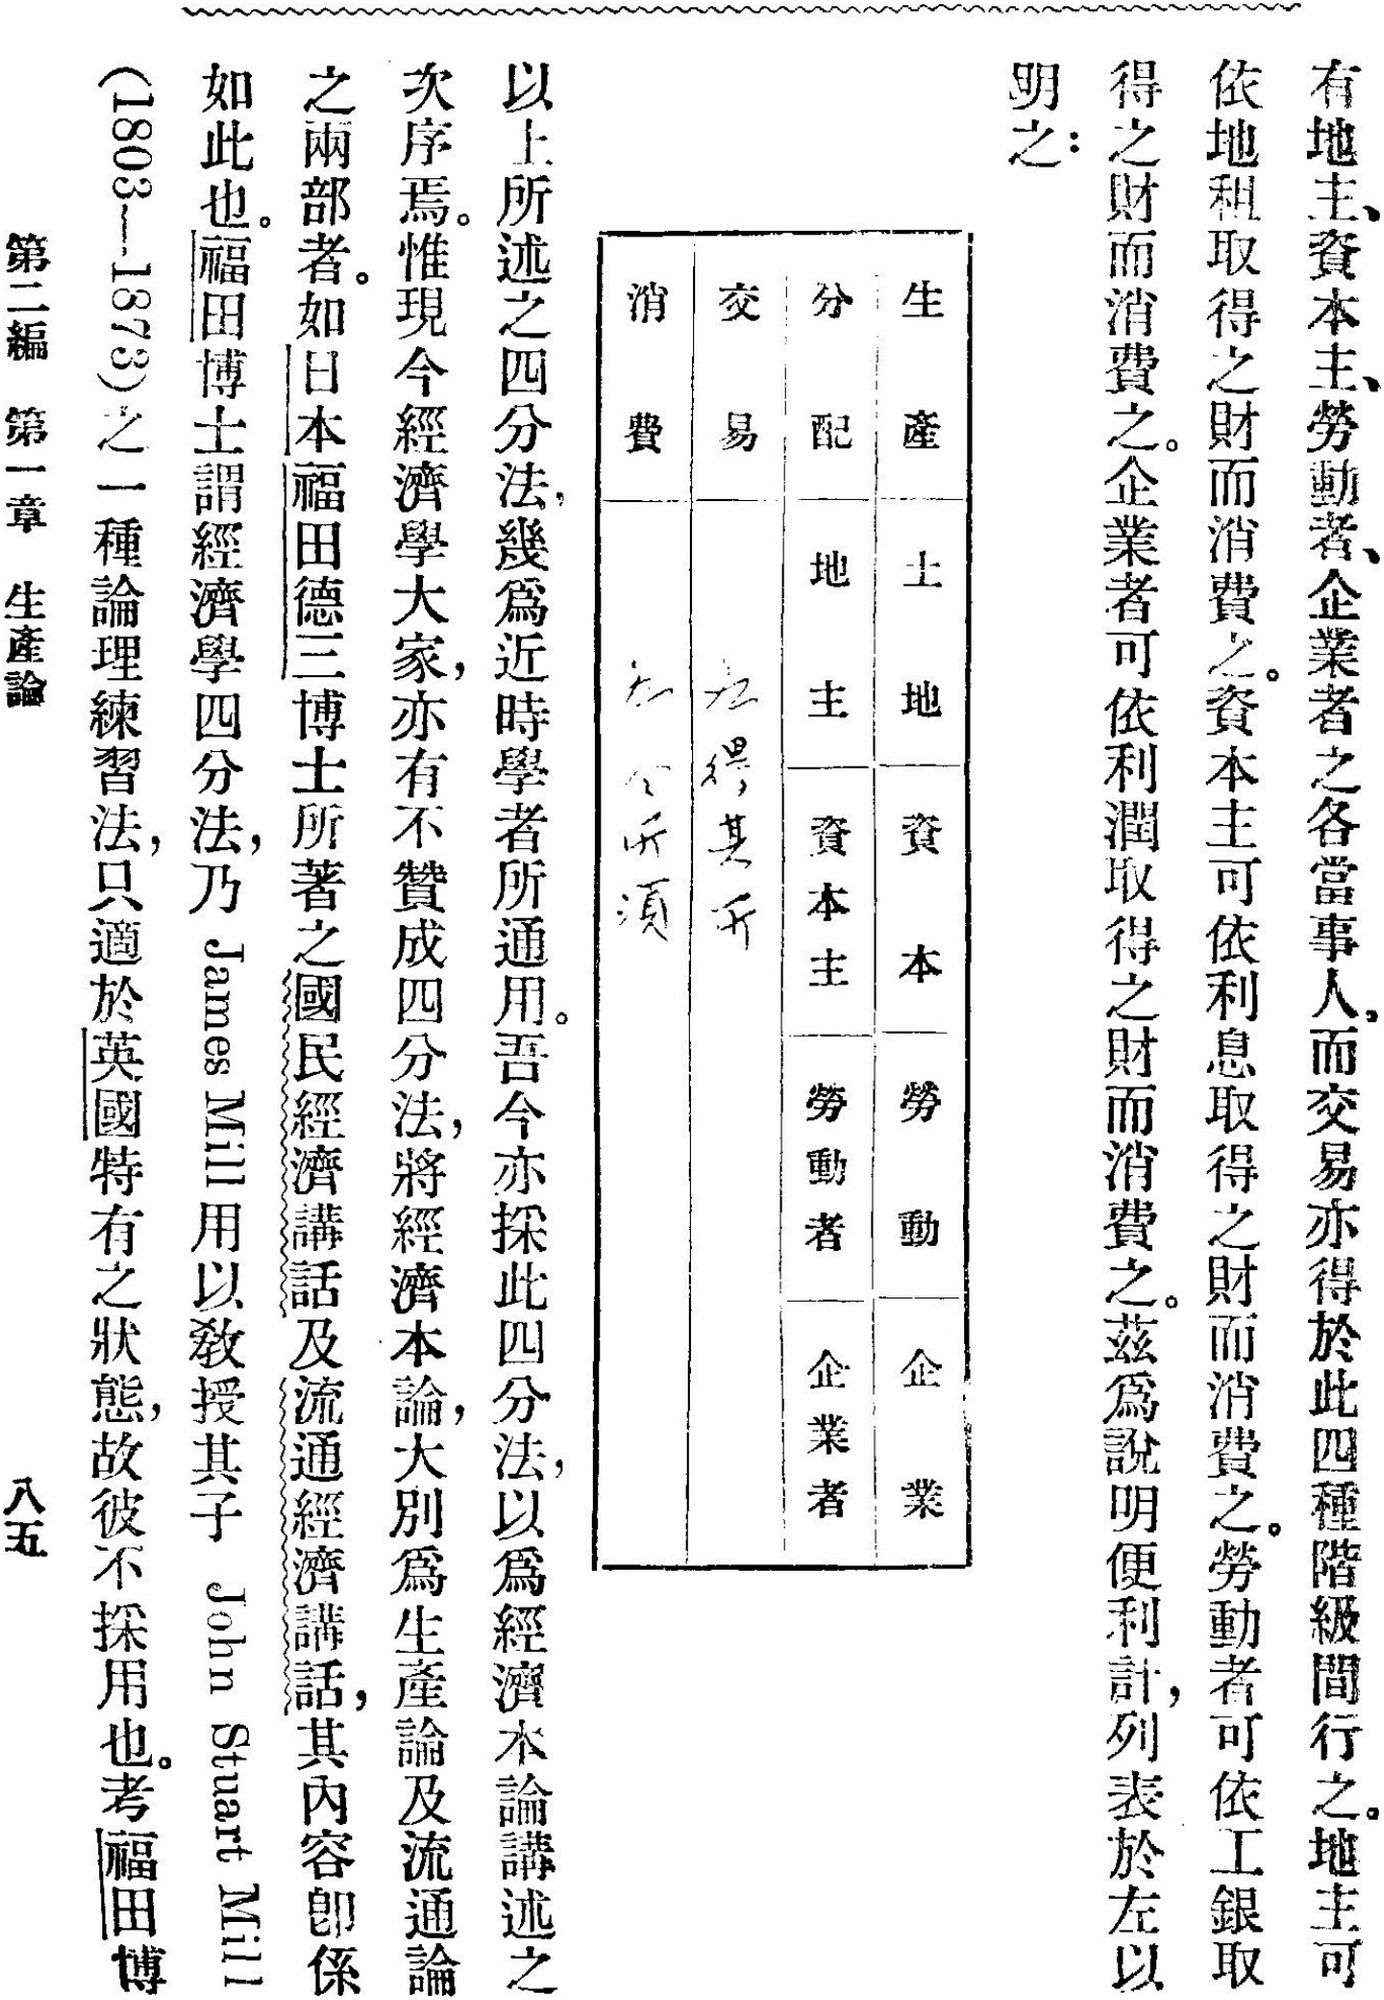 有地主、資本主、勞動者、企業者之各當事人，而交易亦得於此四種階級間行之。地主可
依地租取得之財而消費之。資本主可依利息取得之財而消費之。勞動者可依工銀取
得之財而消費之。企業者可依利潤取得之財而消費之。茲爲說明便利計，列表於左以
明之：
生產 土地 資本 勞動 企業
分配 地主 資本主 勞動者 企業者
交易 各得其所
消費 各今所須
以上所述之四分法，幾爲近時學者所通用。吾今亦採此四分法，以爲經濟本論講述之
次序焉。惟現今經濟學大家，亦有不贊成四分法，將經濟本論，大別爲生產論及流通論
之兩部者。如日本福田德三博士所著之國民經濟講話及流通經濟講話，其內容卽係
如此也。福田博士謂經濟學四分法，乃 James Mill 用以敎授其子 John Stuart Mill
(1803—1873)之一種論理練習法，只適於英國特有之狀態，故彼不採用也。考福田博
第二編 第一章 生產論
八五